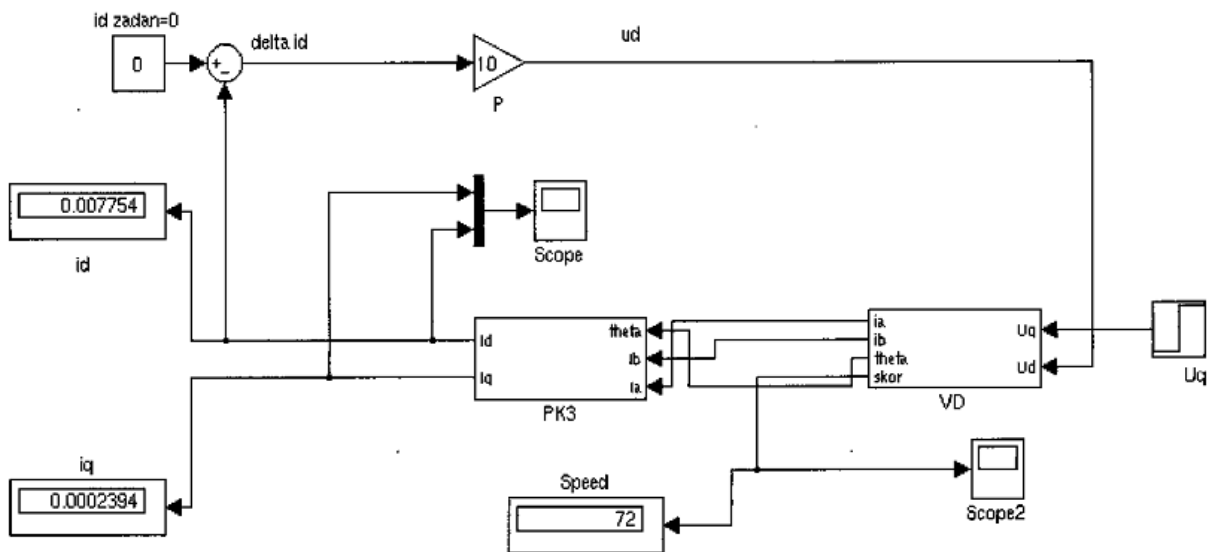 id zadan=0
0
delta id
10
P
ud
0.007754
id
Scope
Id
Iq
theta
Ib
Ia
PK3
ia
ib
theta
skor
Uq
Ud
VD
Uq
iq
0.0002394
Speed
72
Scope2